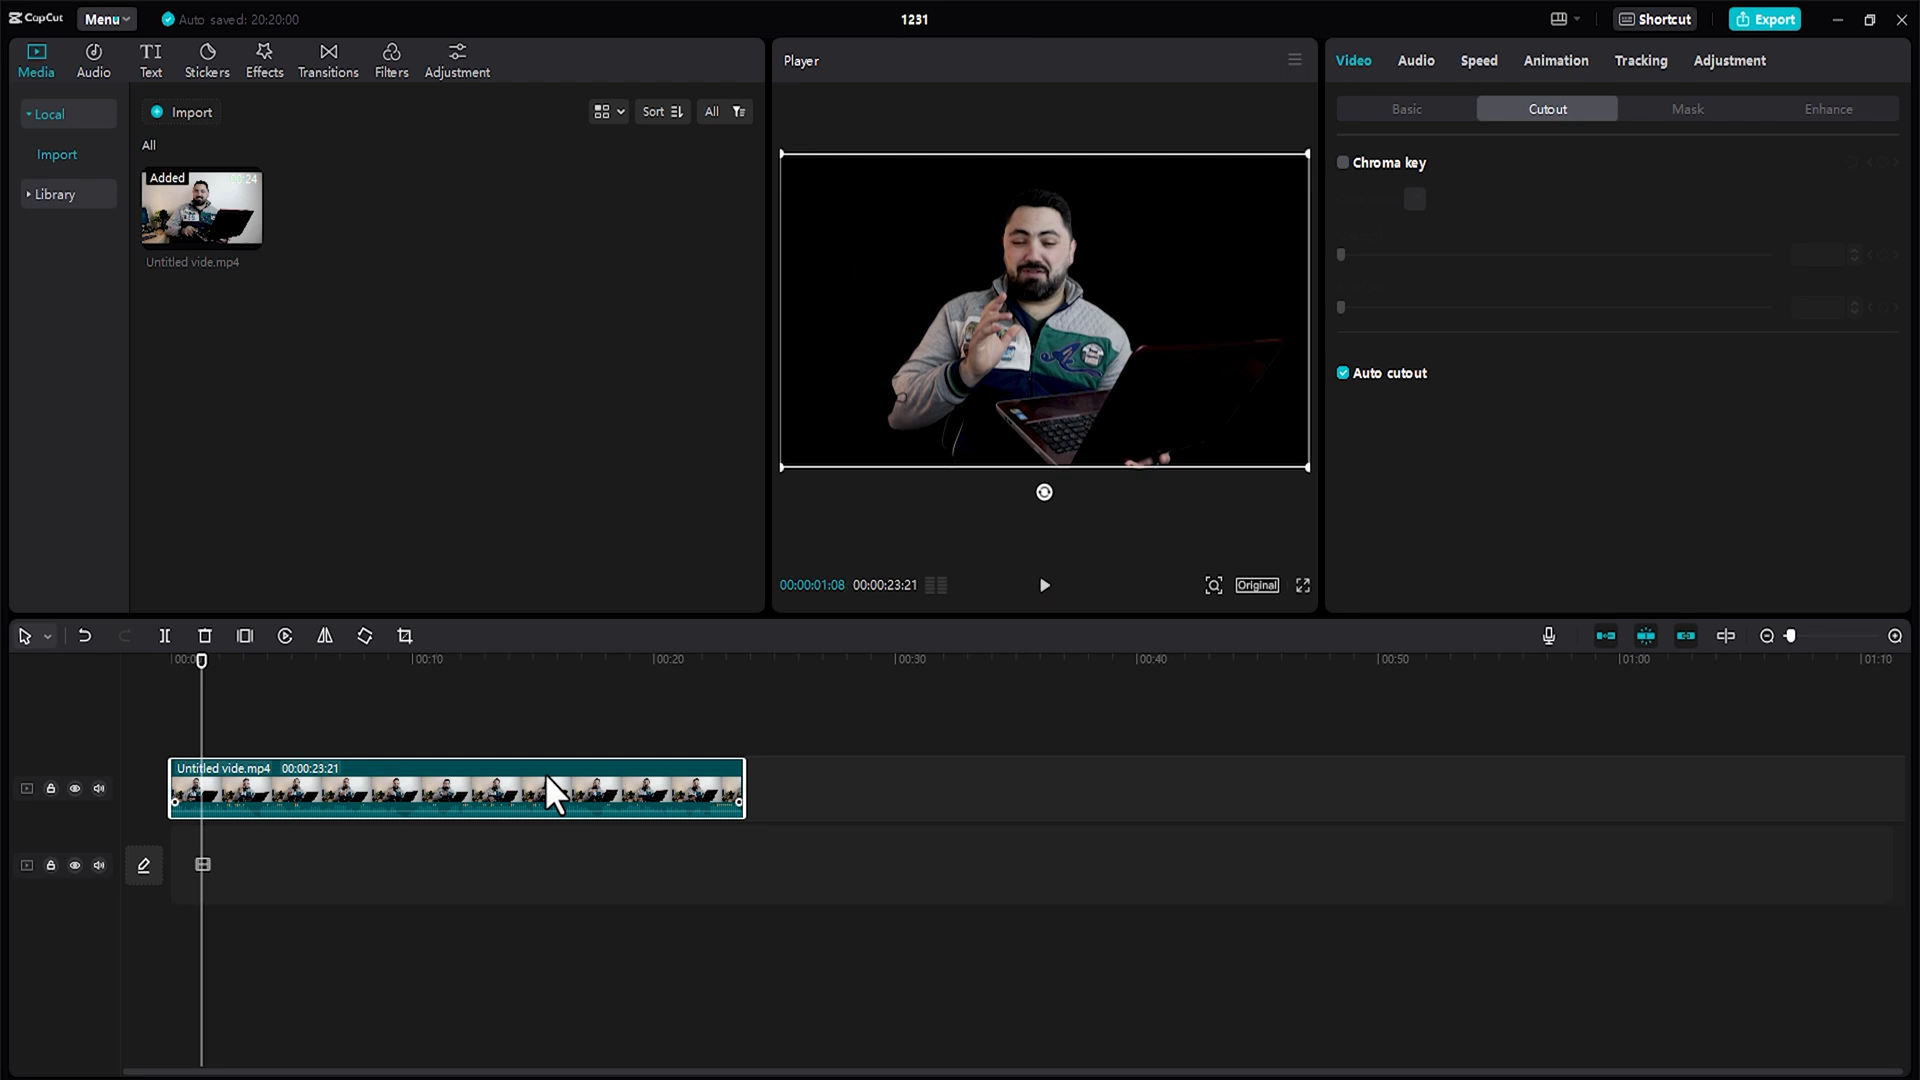 CapCut
Menu
Auto saved: 20:20:00
1231
Shortcut
Export
Media
Audio
Text
Stickers
Effects
Transitions
Filters
Adjustment
Local
Import
Library
Import
Sort
All
All
Added
Untitled vide.mp4
Player
00:00:01:08
00:00:23:21
Original
Video
Audio
Speed
Animation
Tracking
Adjustment
Basic
Cutout
Mask
Enhance
Chroma key
Auto cutout
00:10
00:20
00:30
00:40
00:50
01:00
01:10
Untitled vide.mp4 00:00:23:21